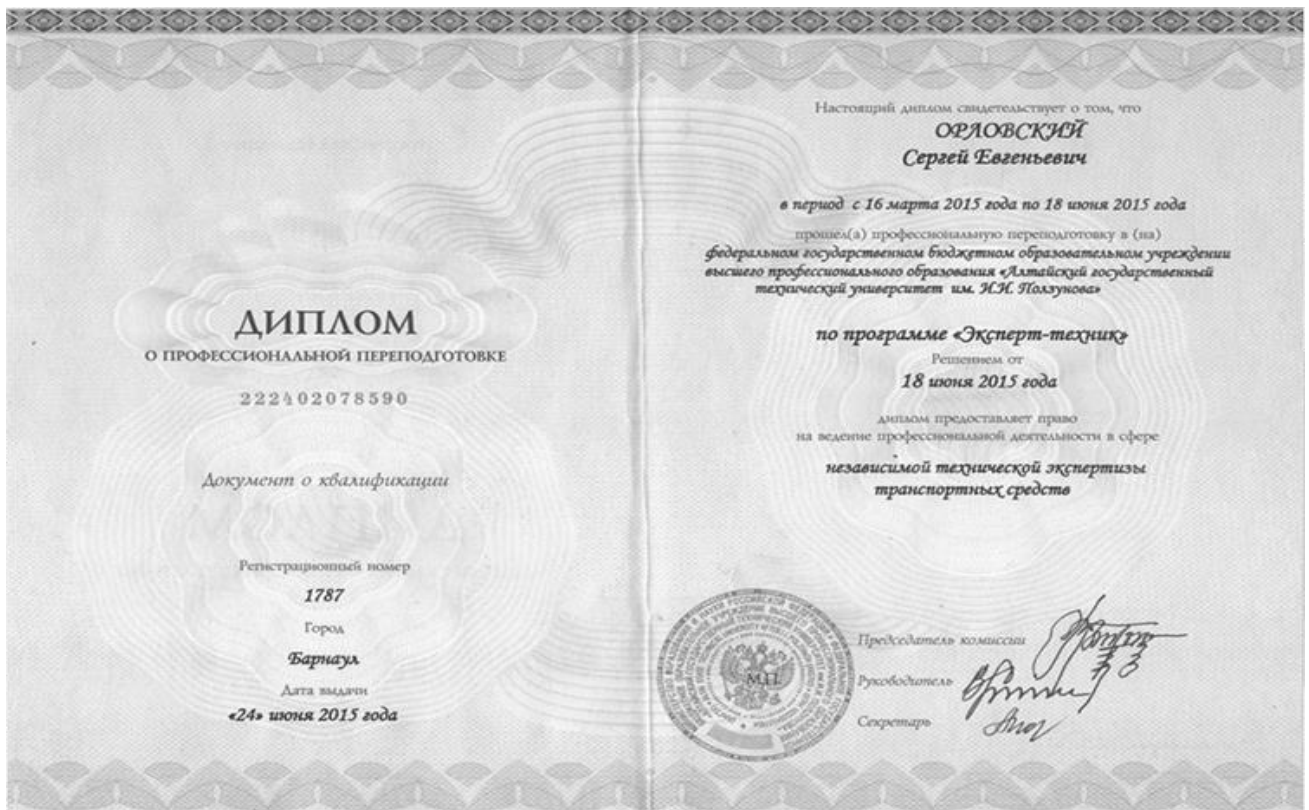 ДИПЛОМ
О ПРОФЕССИОНАЛЬНОЙ ПЕРЕПОДГОТОВКЕ
222402078590
Документ о квалификации
Регистрационный номер
1787
Город
Барнаул
Дата выдачи
«24» июня 2015 года
Настоящий диплом свидетельствует о том, что
ОРЛОВСКИЙ
Сергей Евгеньевич
в период с 16 марта 2015 года по 18 июня 2015 года
прошел(а) профессиональную переподготовку в (на)
федеральном государственном бюджетном образовательном учреждении
высшего профессионального образования «Алтайский государственный
технический университет им. И.И. Ползунова»
по программе «Эксперт-техник»
Решением от
18 июня 2015 года
диплом предоставляет право
на ведение профессиональной деятельности в сфере
независимой технической экспертизы
транспортных средств
М.П.
Председатель комиссии
Руководитель
Секретарь